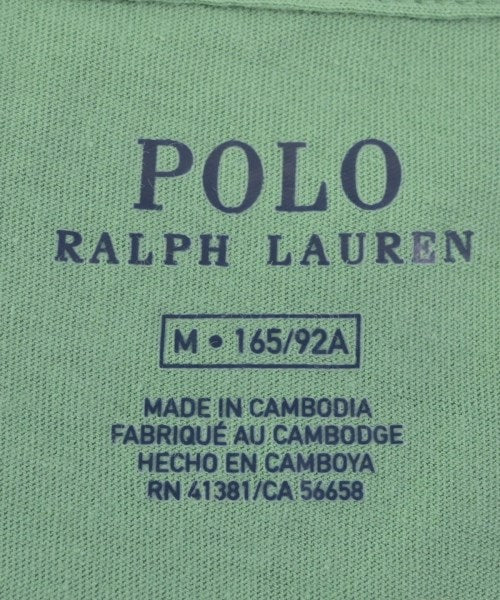 POLO
RALPH LAUREN
M • 165/92A
MADE IN CAMBODIA
FABRIQUÉ AU CAMBODGE
HECHO EN CAMBOYA
RN 41381/CA 56658